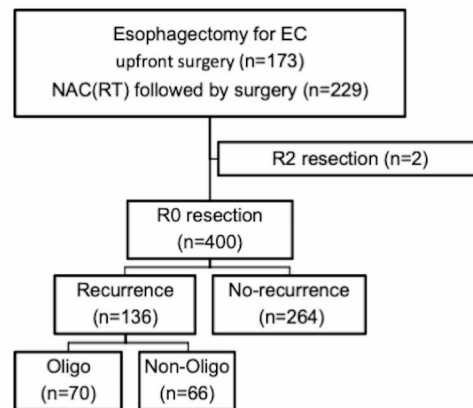 Esophagectomy for EC
upfront surgery (n=173)
NAC(RT) followed by surgery (n=229)
R2 resection (n=2)
R0 resection
(n=400)
Recurrence
(n=136)
No-recurrence
(n=264)
Oligo
(n=70)
Non-Oligo
(n=66)